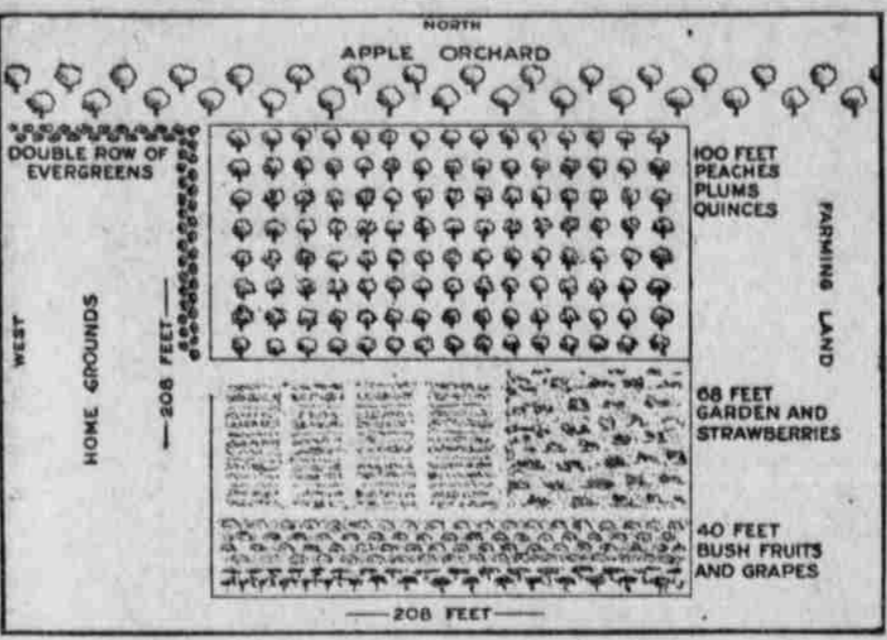 NORTH
APPLE ORCHARD
DOUBLE ROW OF
EVERGREENS
100 FEET
PEACHES
PLUMS
QUINCES
FARMING LAND
WEST
HOME GROUNDS
208 FEET
68 FEET
GARDEN AND
STRAWBERRIES
40 FEET
BUSH FRUITS
AND GRAPES
208 FEET